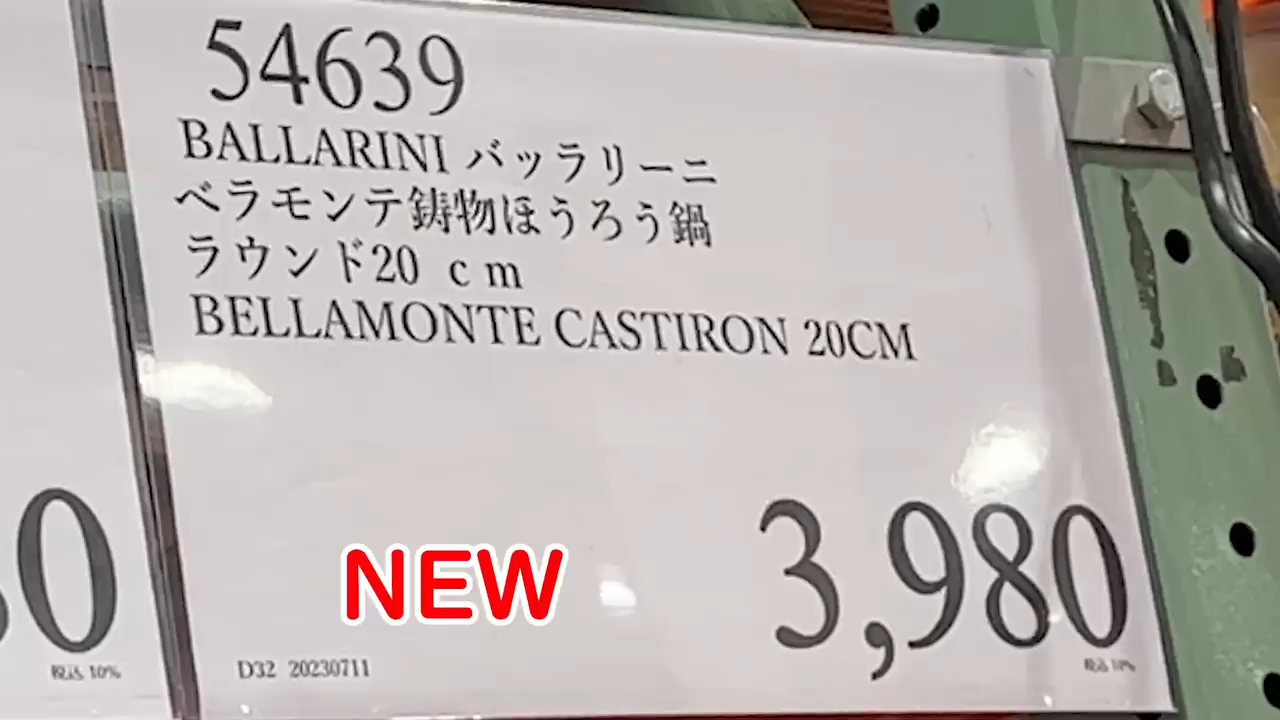 54639
BALLARINI バッラリーニ
ベラモンテ鋳物ほうろう鍋
ラウンド20 ｃｍ
BELLAMONTE CASTIRON 20CM
NEW
3,980
D32 20230711
税込 10%
0
税込 10%